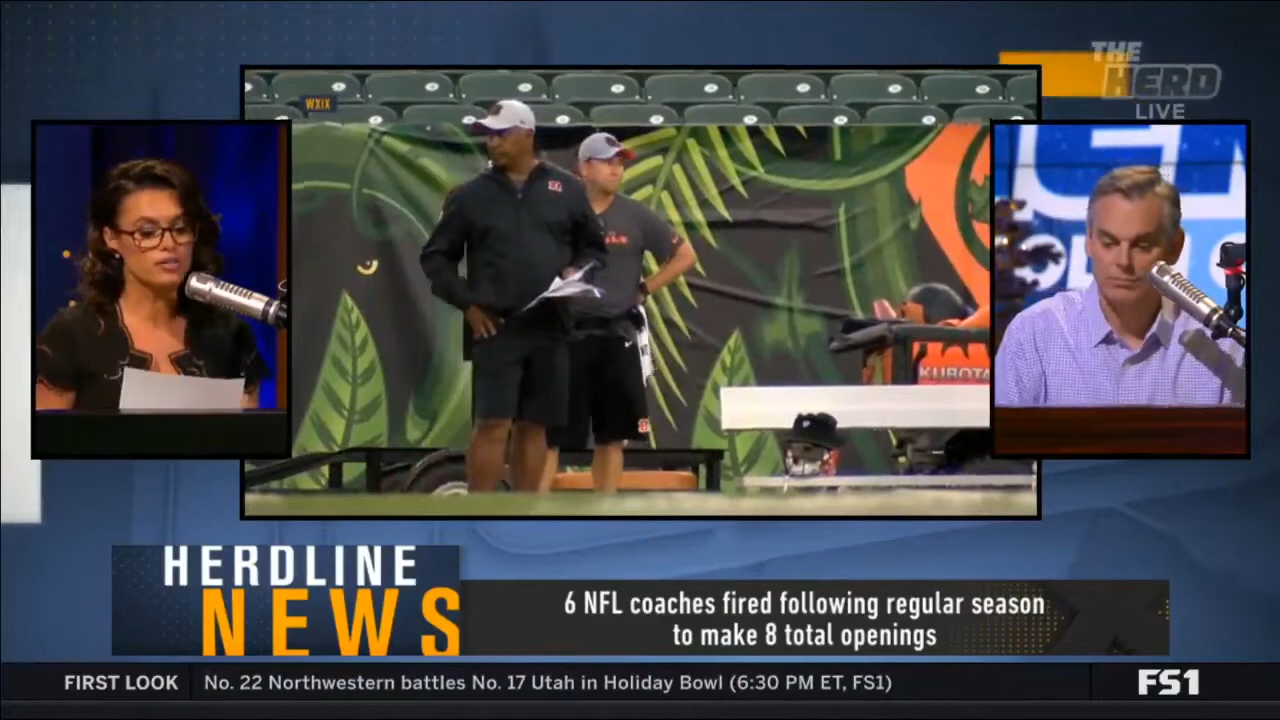 THE
HERD
LIVE
WXIX
KUBOTA
HERDLINE
NEWS
6 NFL coaches fired following regular season
to make 8 total openings
FIRST LOOK No. 22 Northwestern battles No. 17 Utah in Holiday Bowl (6:30 PM ET, FS1)
FS1